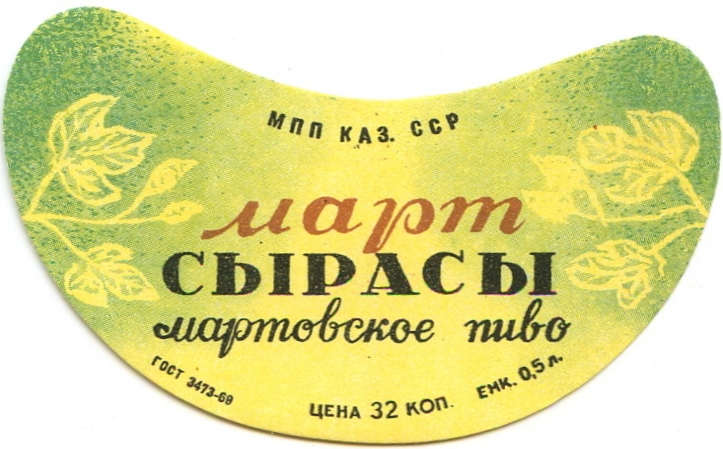 МПП КАЗ. ССР
март
СЫРАСЫ
мартовское пиво
ГОСТ 3473-69
ЦЕНА 32 КОП.
ЕМК. 0,5 л.